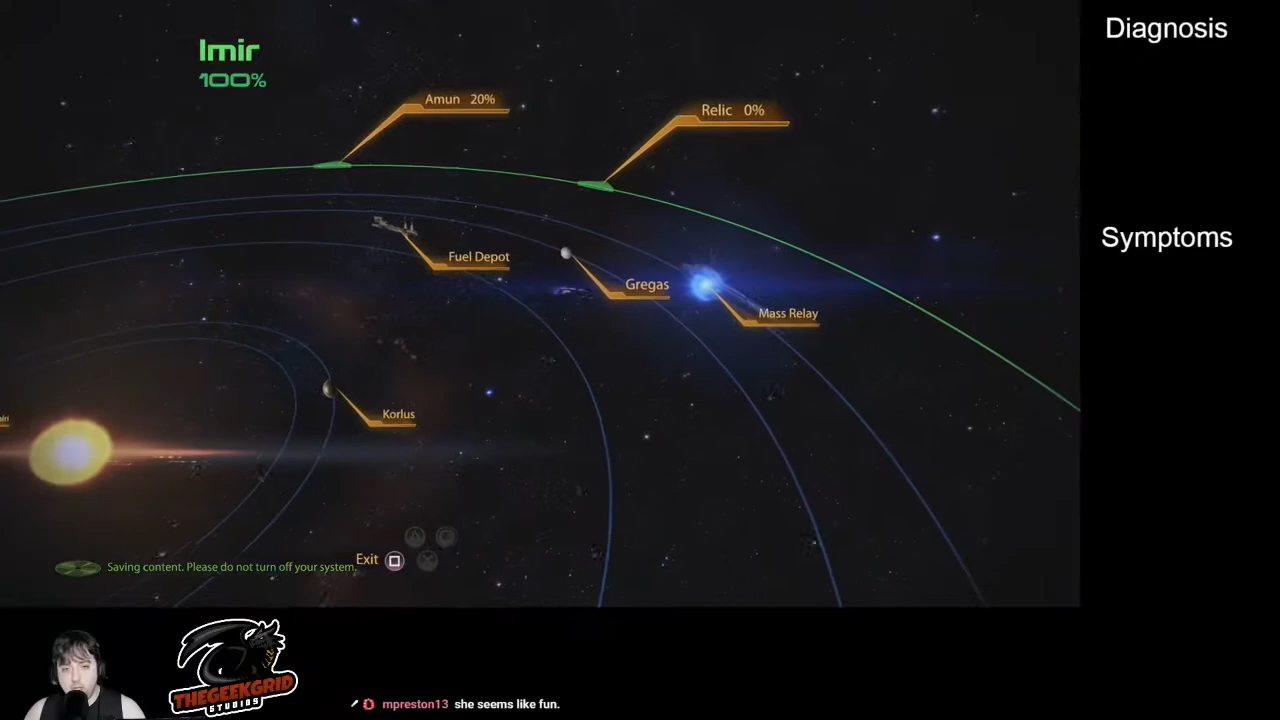 Imir
100%
Amun 20%
Relic 0%
Fuel Depot
Gregas
Mass Relay
Korlus
Exit
Saving content. Please do not turn off your system.
Diagnosis
Symptoms
THEGEEKGRID
STUDIOS
mpreston13 she seems like fun.